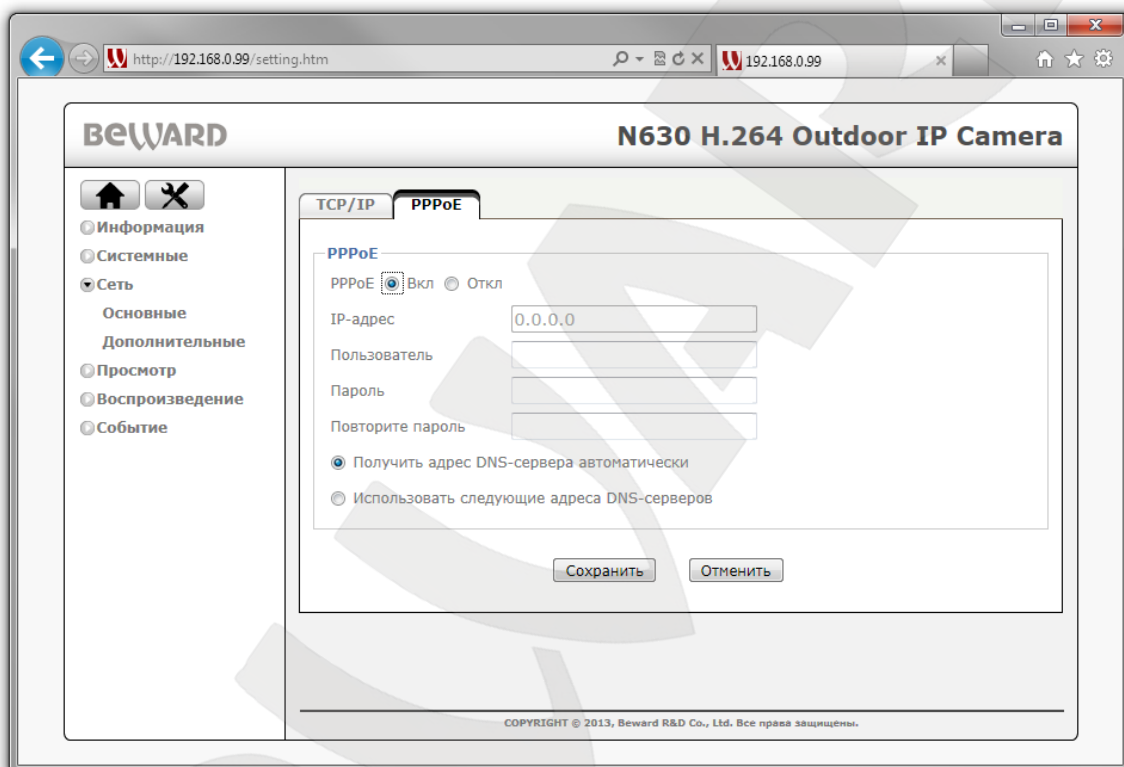 http://192.168.0.99/setting.htm
192.168.0.99
BEWARD
N630 H.264 Outdoor IP Camera
Информация
Системные
Сеть
Основные
Дополнительные
Просмотр
Воспроизведение
Событие
TCP/IP PPPoE
PPPoE
PPPoE Вкл Откл
IP-адрес 0.0.0.0
Пользователь
Пароль
Повторите пароль
Получить адрес DNS-сервера автоматически
Использовать следующие адреса DNS-серверов
Сохранить Отменить
COPYRIGHT © 2013, Beward R&D Co., Ltd. Все права защищены.